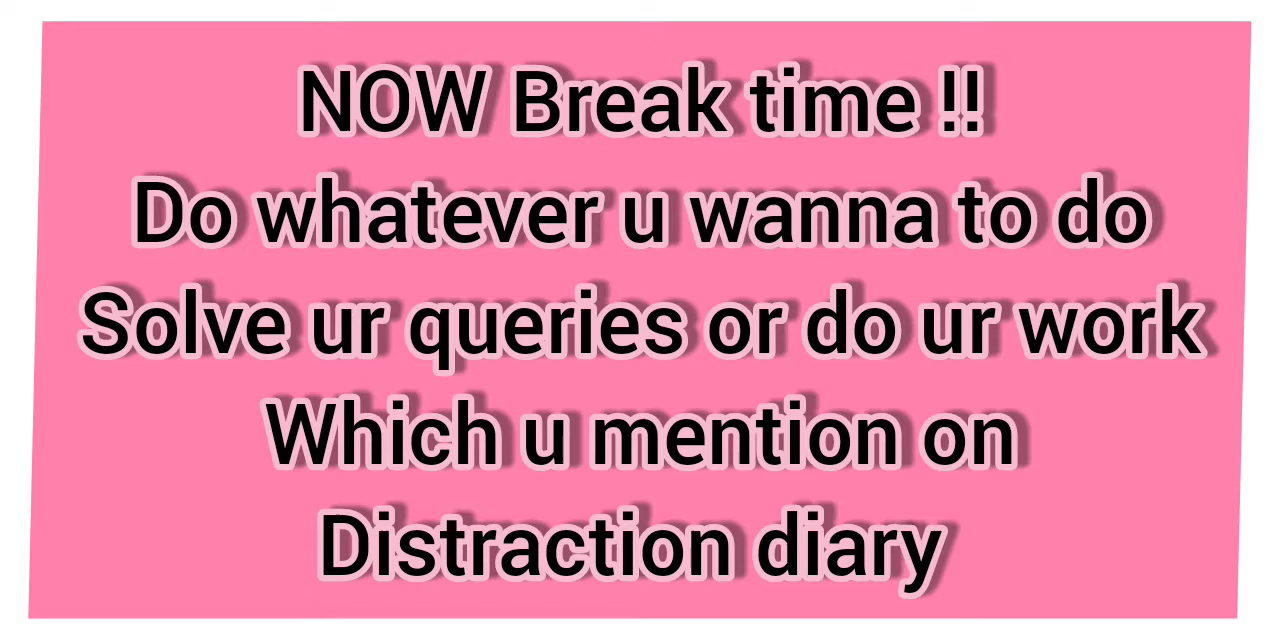 NOW Break time !!
Do whatever u wanna to do
Solve ur queries or do ur work
Which u mention on
Distraction diary